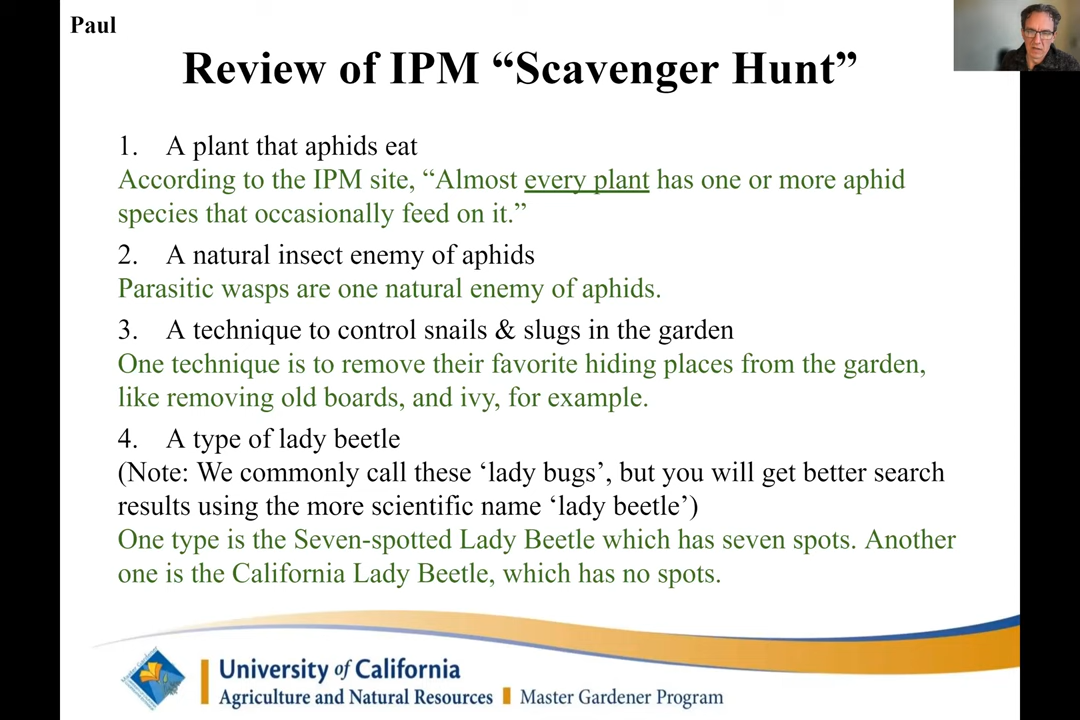 Paul
Review of IPM “Scavenger Hunt”
1. A plant that aphids eat
According to the IPM site, “Almost every plant has one or more aphid
species that occasionally feed on it.”
2. A natural insect enemy of aphids
Parasitic wasps are one natural enemy of aphids.
3. A technique to control snails & slugs in the garden
One technique is to remove their favorite hiding places from the garden,
like removing old boards, and ivy, for example.
4. A type of lady beetle
(Note: We commonly call these ‘lady bugs’, but you will get better search
results using the more scientific name ‘lady beetle’)
One type is the Seven-spotted Lady Beetle which has seven spots. Another
one is the California Lady Beetle, which has no spots.
University of California
Agriculture and Natural Resources Master Gardener Program